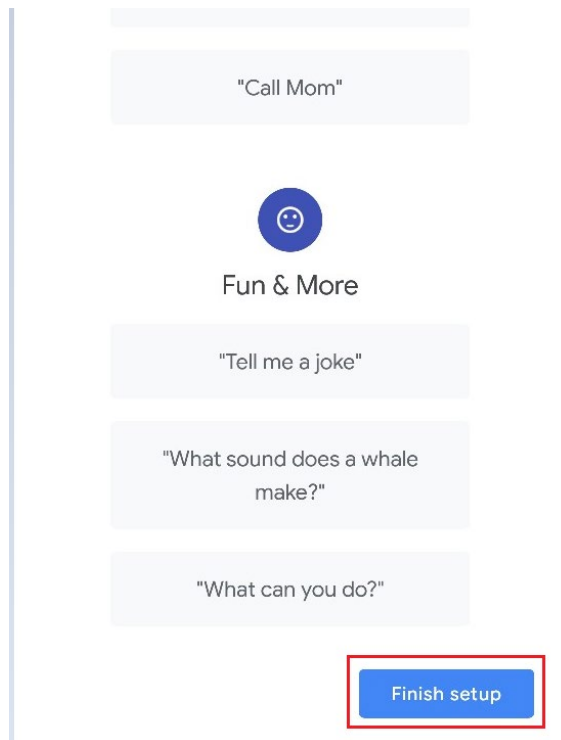 "Call Mom"
Fun & More
"Tell me a joke"
"What sound does a whale
make?"
"What can you do?"
Finish setup